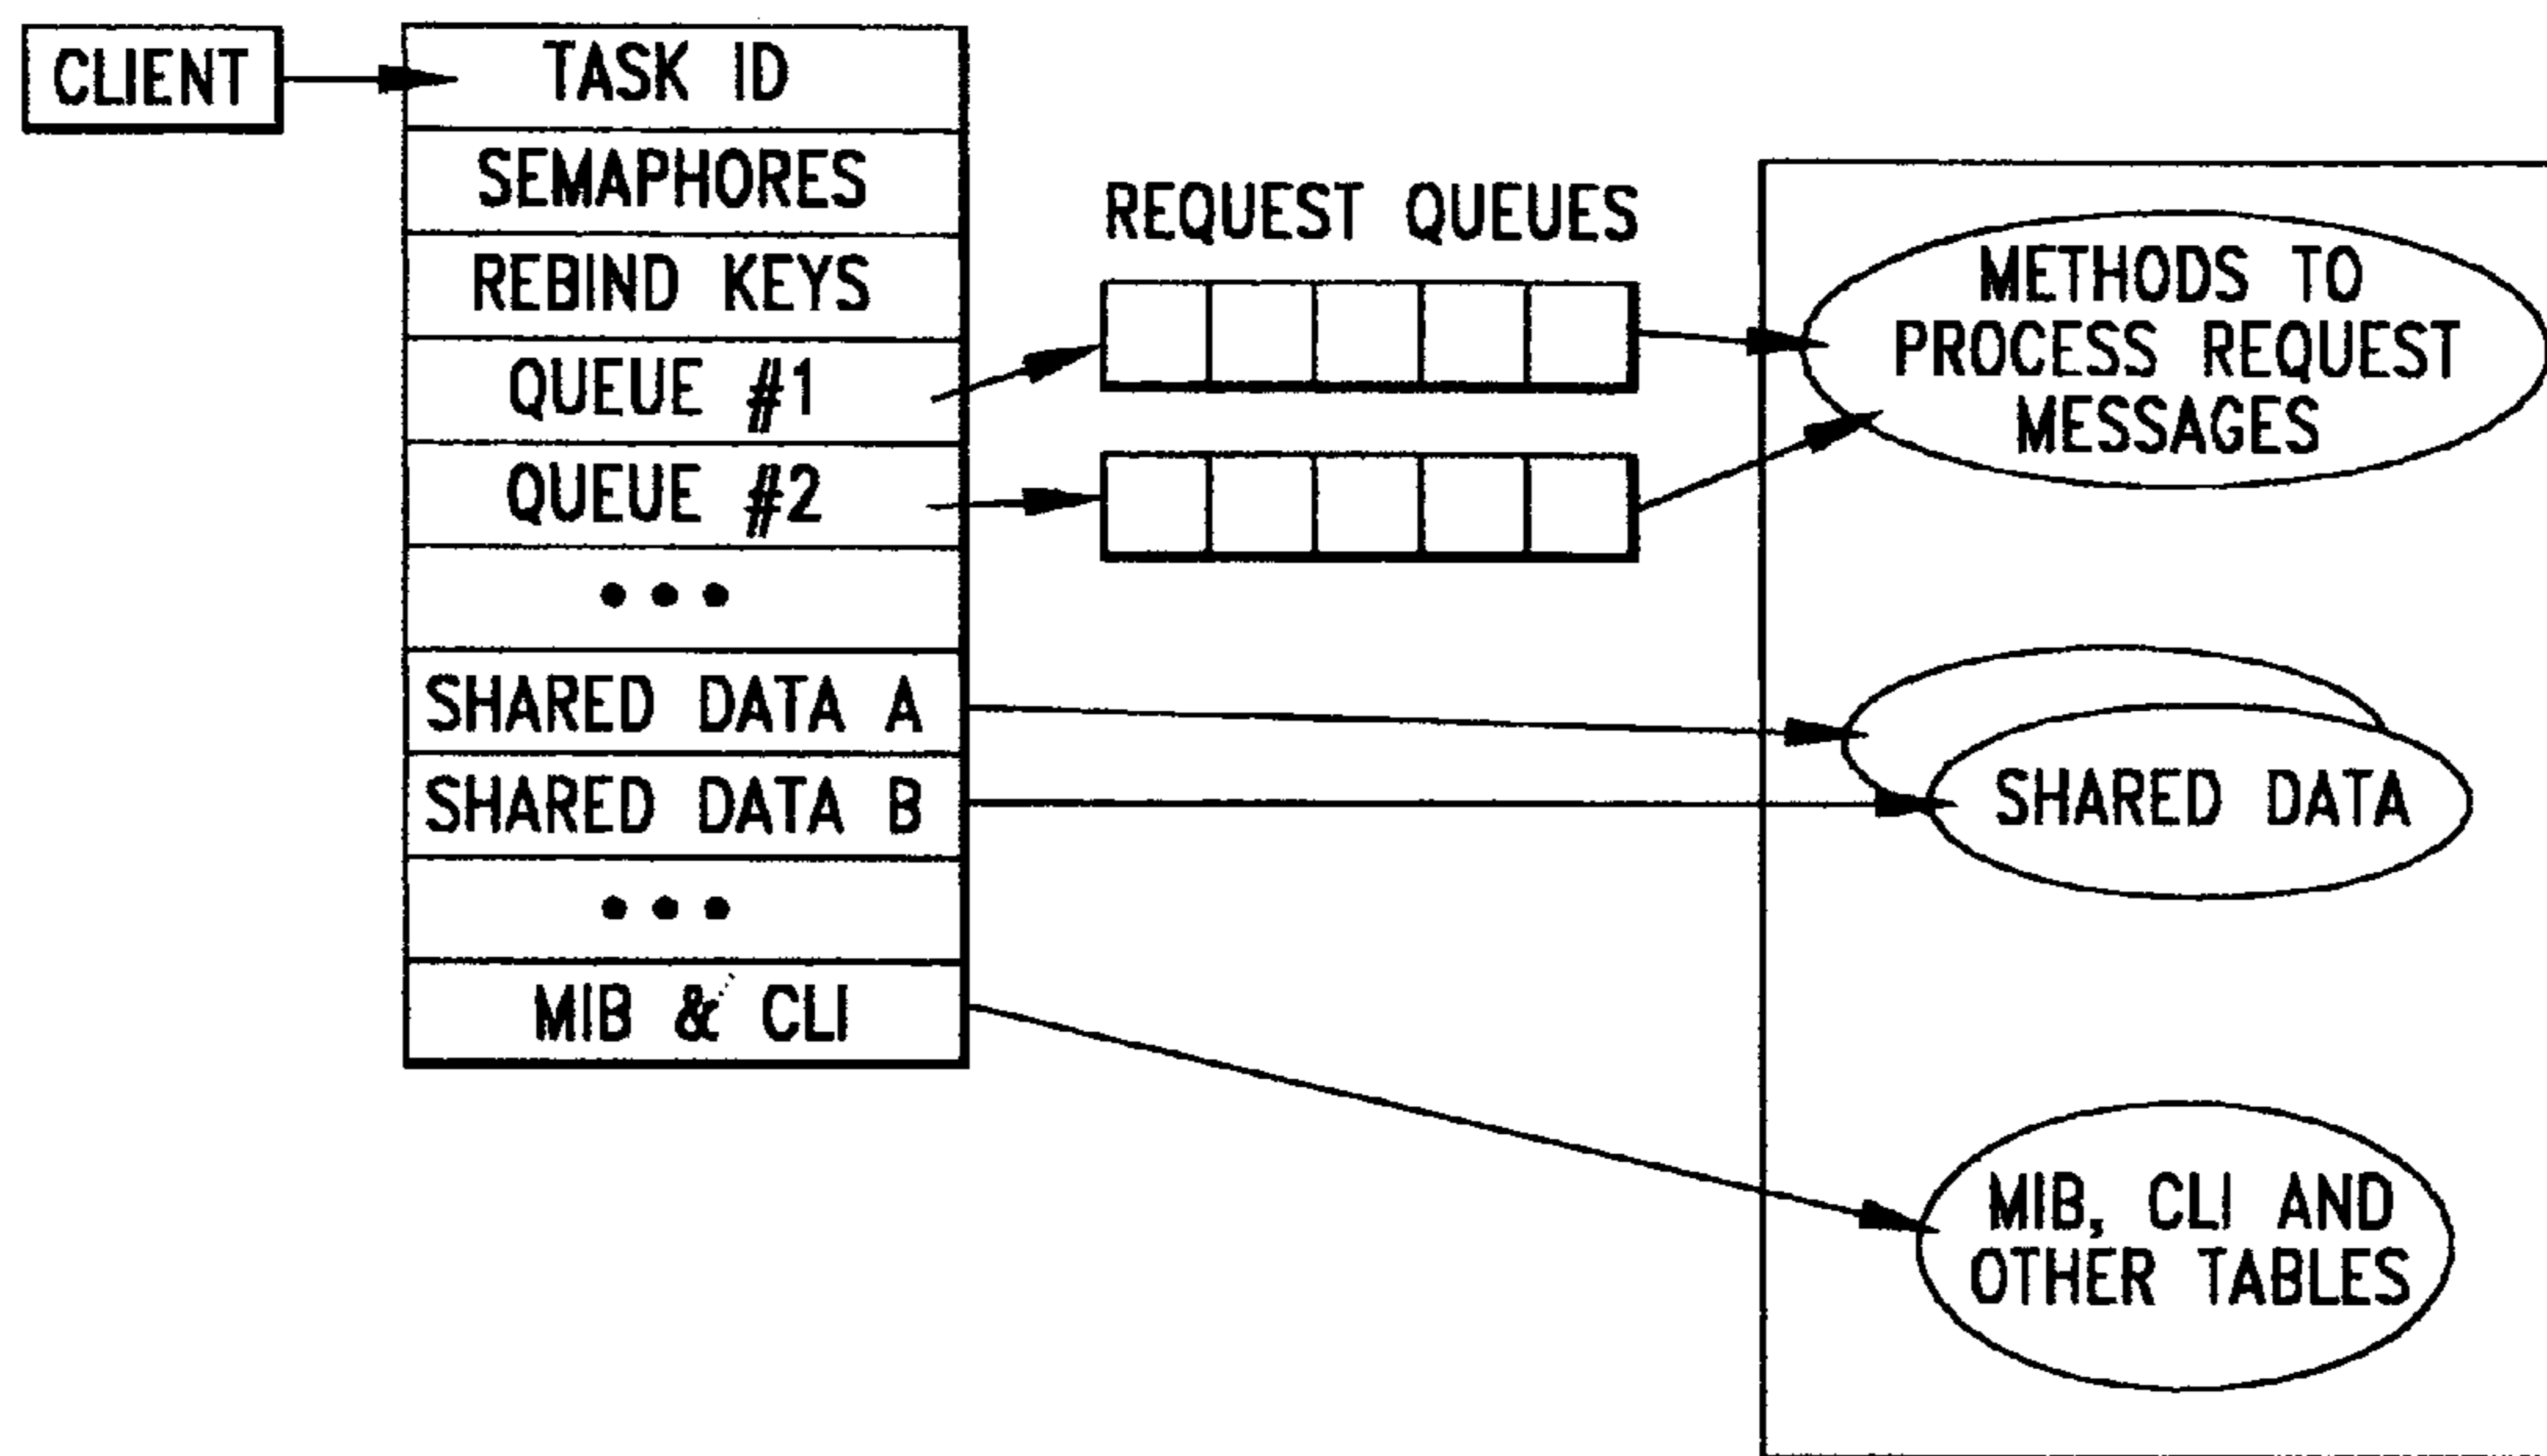 CLIENT
TASK ID
SEMAPHORES
REBIND KEYS
QUEUE #1
QUEUE #2
• • •
SHARED DATA A
SHARED DATA B
• • •
MIB & CLI
REQUEST QUEUES
METHODS TO
PROCESS REQUEST
MESSAGES
SHARED DATA
MIB, CLI AND
OTHER TABLES